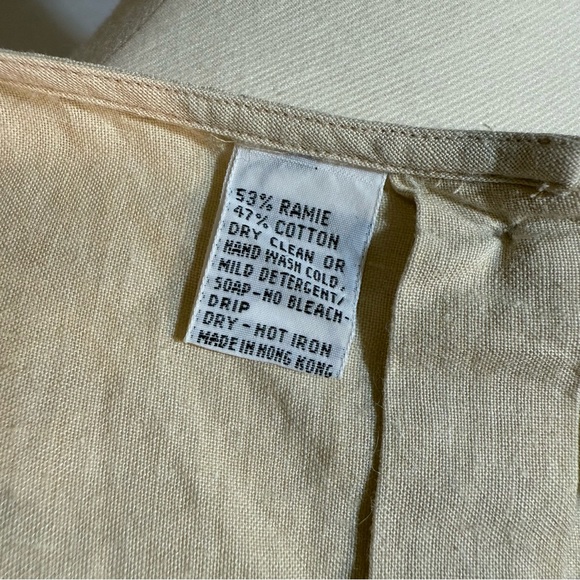 53% RAMIE
47% COTTON
DRY CLEAN OR
HAND WASH COLD,
MILD DETERGENT/
SOAP-NO BLEACH-
DRIP
DRY-HOT IRON
MADE IN HONG KONG